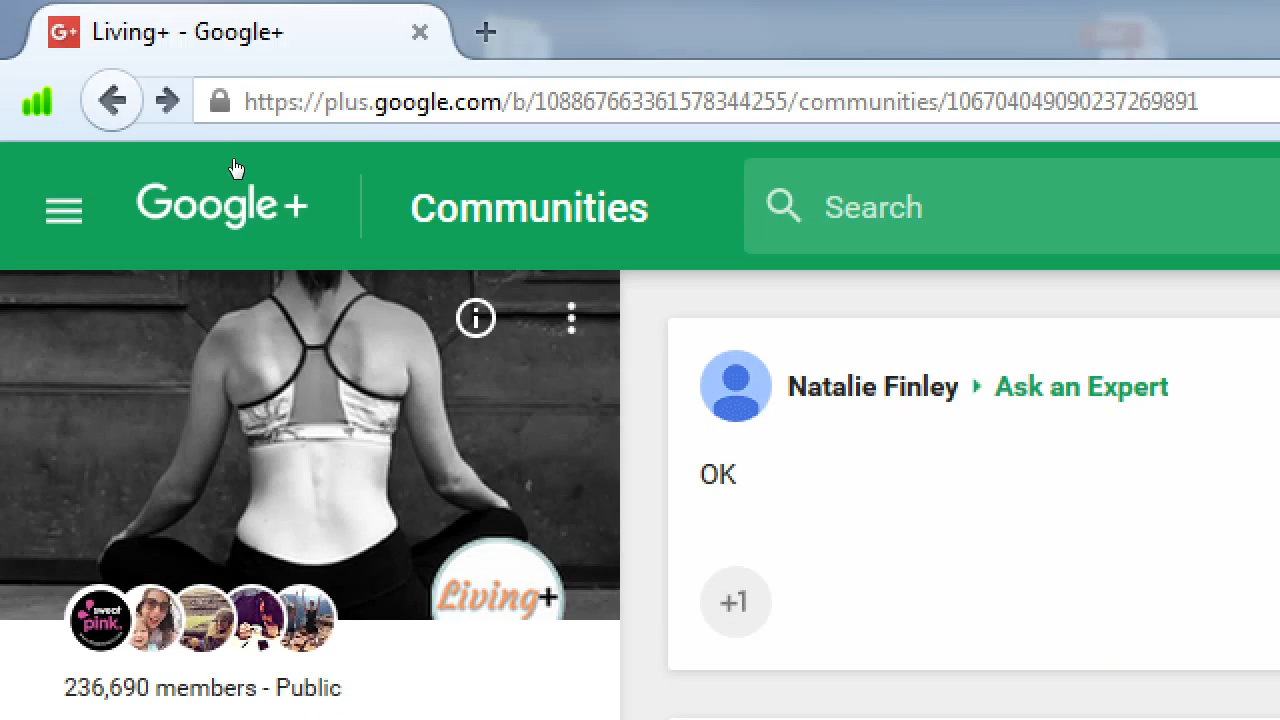 G+ Living+ - Google+
https://plus.google.com/b/108867663361578344255/communities/106704049090237269891
Google+ Communities Search
Natalie Finley Ask an Expert
OK
Living+
sweat
pink.
+1
236,690 members - Public